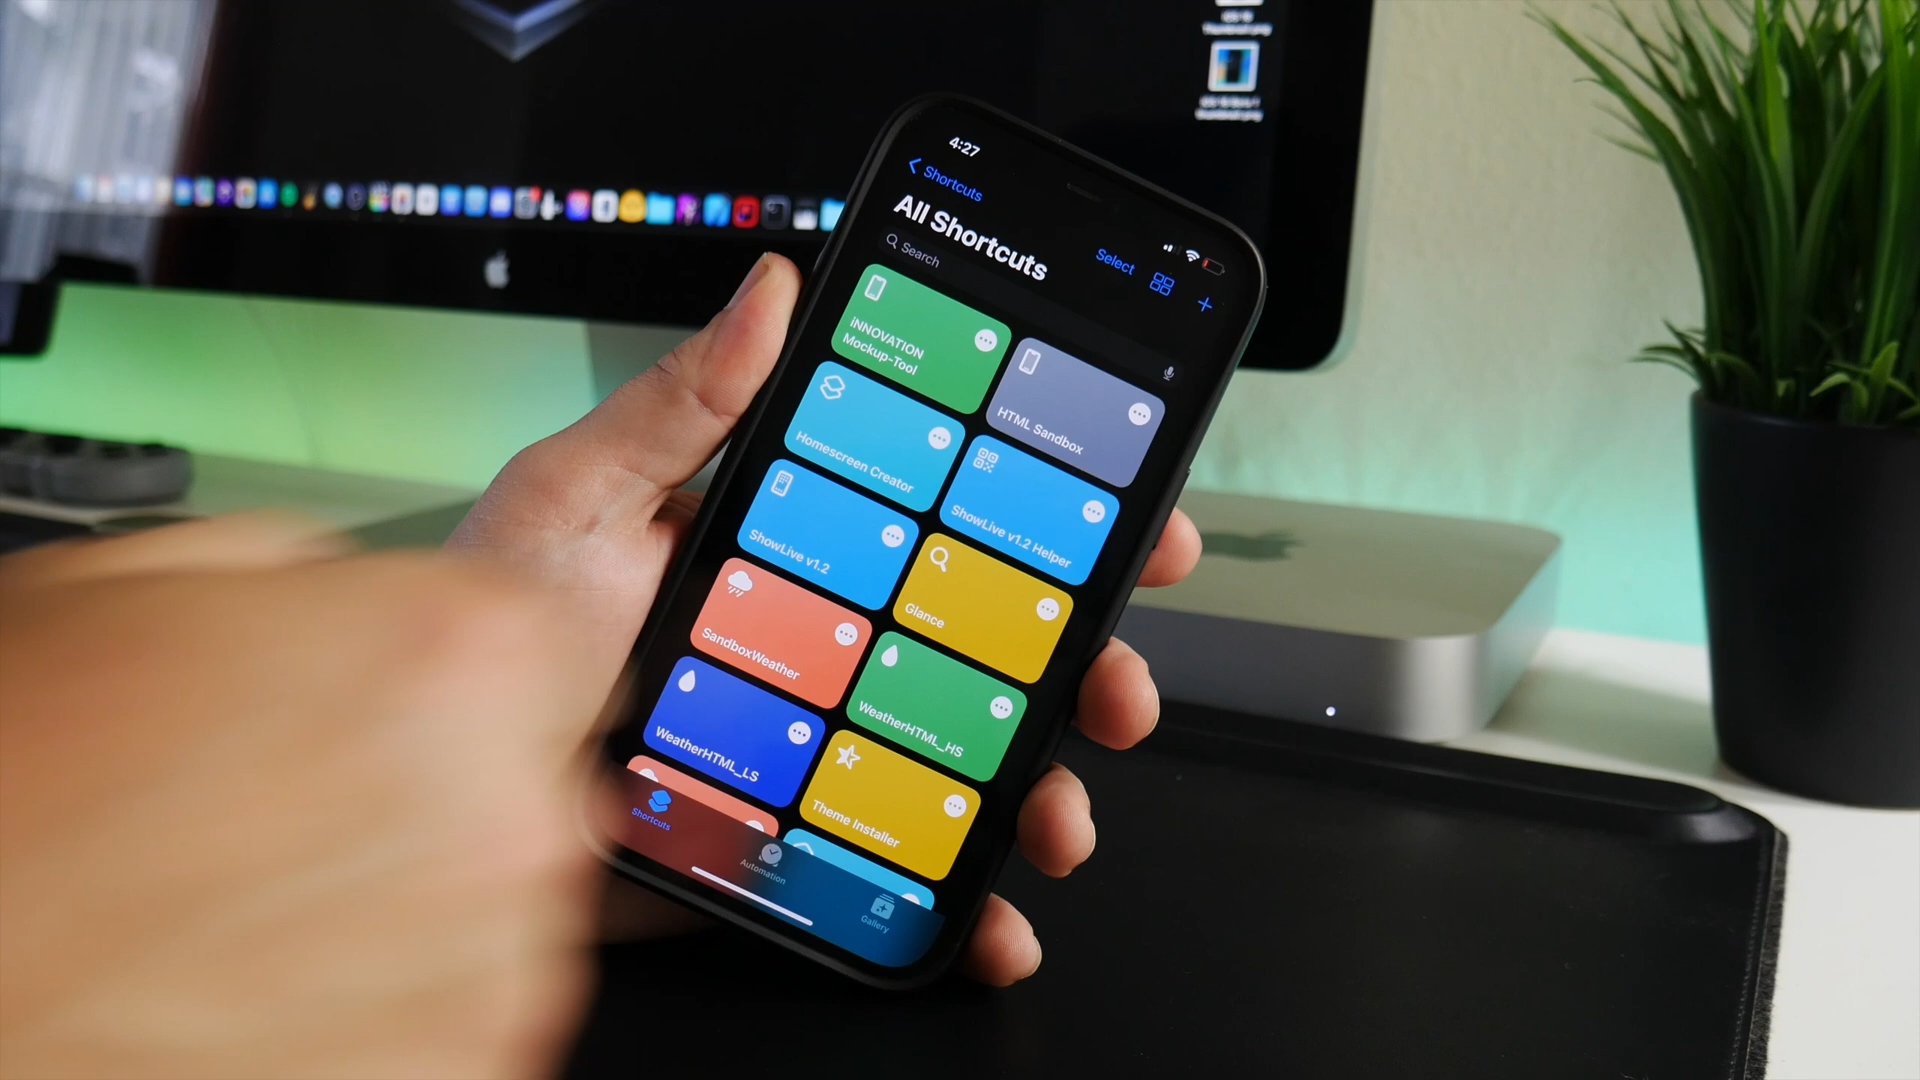 4:27
Shortcuts
All Shortcuts
Select
Search
iNNOVATION
Mockup-Tool
HTML Sandbox
Homescreen Creator
ShowLive v1.2 Helper
ShowLive v1.2
Glance
SandboxWeather
WeatherHTML_HS
WeatherHTML_LS
Theme Installer
Shortcuts
Automation
Gallery